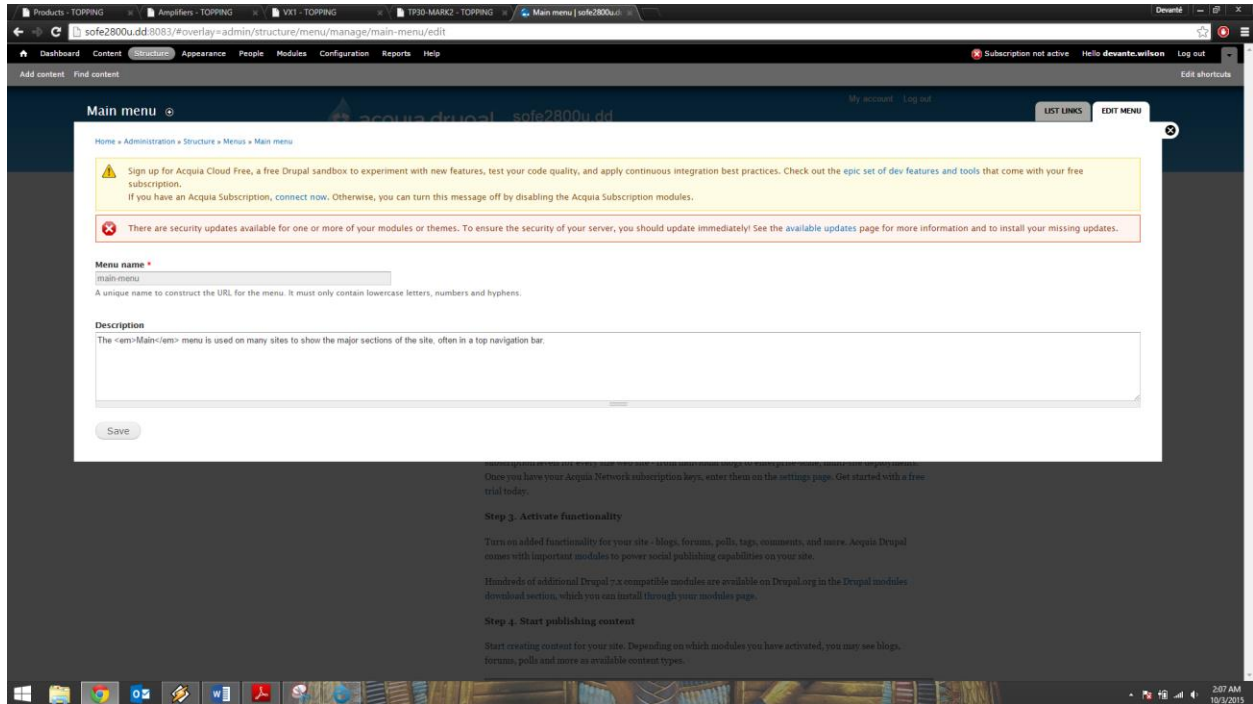 Products - TOPPING
Amplifiers - TOPPING
VX1 - TOPPING
TP30-MARK2 - TOPPING
Main menu | sofe2800u.d
Devanté
sofe2800u.dd:8083/#overlay=admin/structure/menu/manage/main-menu/edit
Dashboard Content Structure Appearance People Modules Configuration Reports Help
Subscription not active Hello devante.wilson Log out
Add content Find content
Edit shortcuts
My account Log out
Main menu
acquia drupal sofe2800u.dd
LIST LINKS EDIT MENU
Home » Administration » Structure » Menus » Main menu
Sign up for Acquia Cloud Free, a free Drupal sandbox to experiment with new features, test your code quality, and apply continuous integration best practices. Check out the epic set of dev features and tools that come with your free
subscription.
If you have an Acquia Subscription, connect now. Otherwise, you can turn this message off by disabling the Acquia Subscription modules.
There are security updates available for one or more of your modules or themes. To ensure the security of your server, you should update immediately! See the available updates page for more information and to install your missing updates.
Menu name *
main-menu
A unique name to construct the URL for the menu. It must only contain lowercase letters, numbers and hyphens.
Description
The <em>Main</em> menu is used on many sites to show the major sections of the site, often in a top navigation bar.
Save
Once you have your Acquia Network subscription keys, enter them on the settings page. Get started with a free
trial today.
Step 3. Activate functionality
Turn on added functionality for your site - blogs, forums, polls, tags, comments, and more. Acquia Drupal
comes with important modules to power social publishing capabilities on your site.
Hundreds of additional Drupal 7.x compatible modules are available on Drupal.org in the Drupal modules
download section, which you can install through your modules page.
Step 4. Start publishing content
Start creating content for your site. Depending on which modules you have activated, you may see blogs,
forums, polls and more as available content types.
2:07 AM
10/3/2015